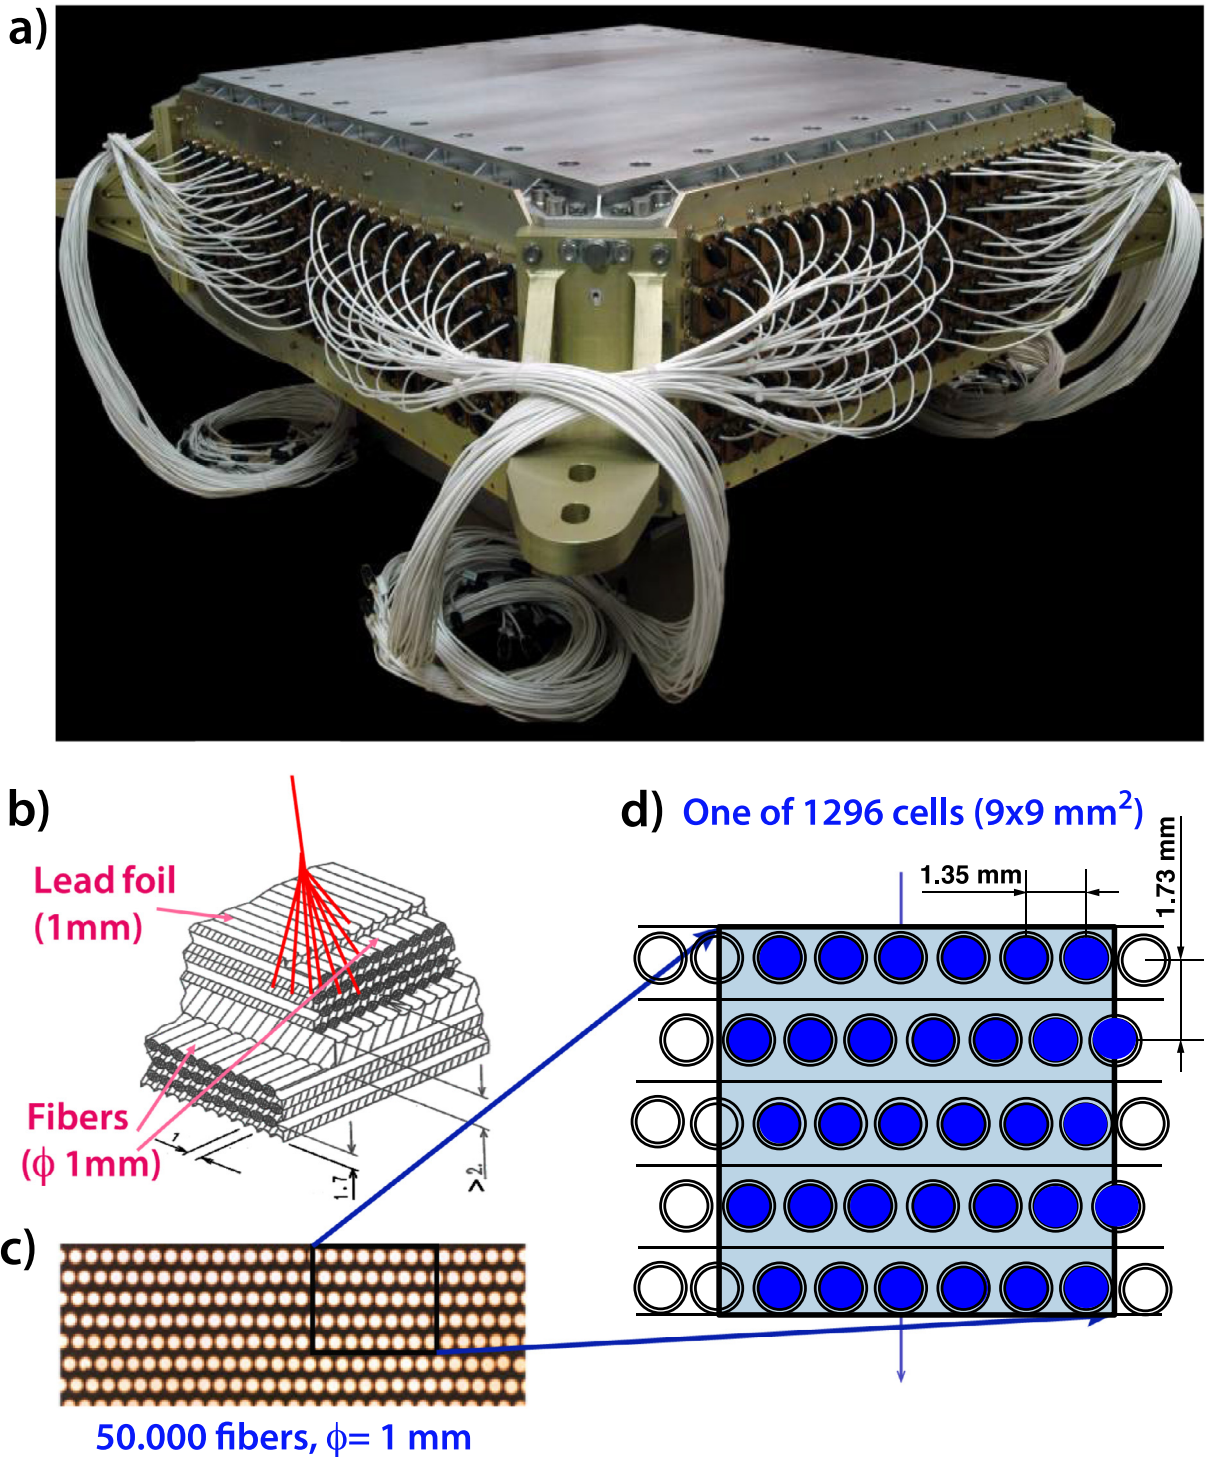 a)
b)
Lead foil
(1mm)
Fibers
(ϕ 1mm)
1
1.7
>2.
c)
50.000 fibers, ϕ= 1 mm
d) One of 1296 cells (9x9 mm²)
1.35 mm
1.73 mm